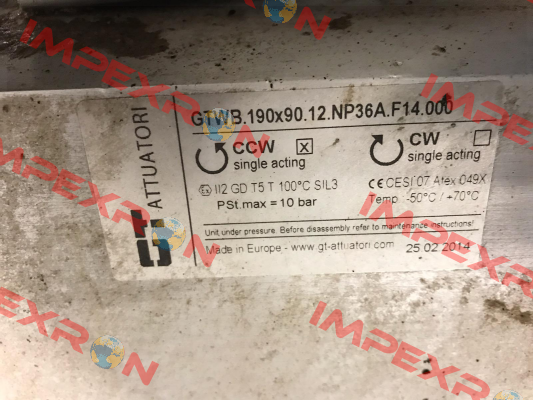 IMPEXRON
IMPEXRON
GTWB.190x90.12.NP36A.F14.000
CCW x
single acting
CW
single acting
II2 GD T5 T 100°C SIL3
PSt.max = 10 bar
CE CESI 07 Atex 049X
Temp -50°C / +70°C
Unit under pressure. Before disassembly refer to maintenance instructions!
Made in Europe - www.gt-attuatori.com 25 02 2014
gt ATTUATORI
IMPEXRON
IMPEXRON